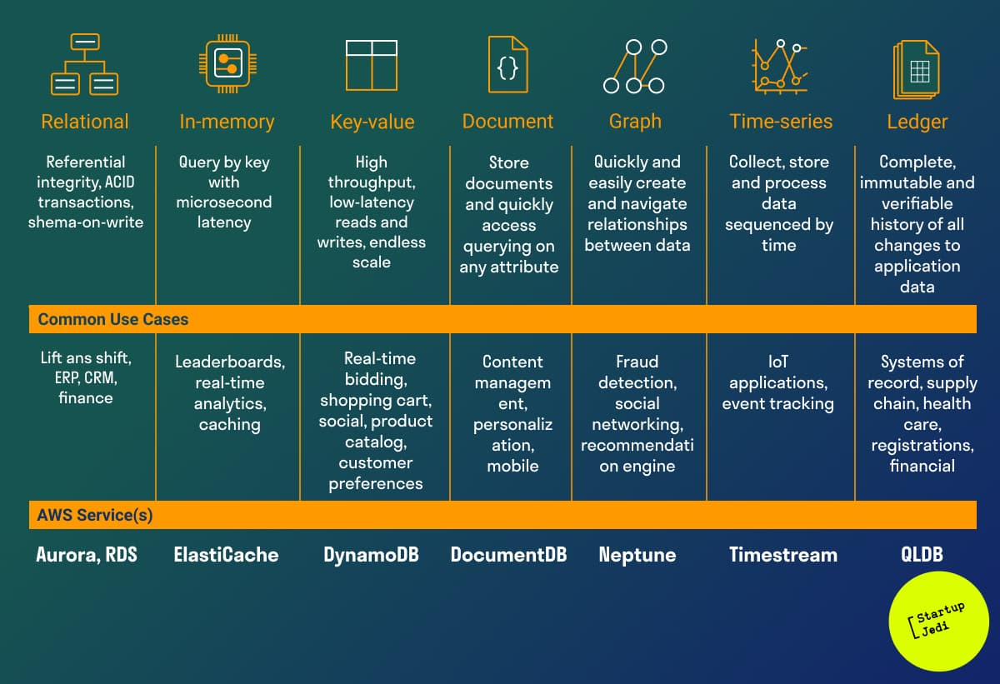 Relational
In-memory
Key-value
Document
Graph
Time-series
Ledger
Referential
integrity, ACID
transactions,
shema-on-write
Query by key
with
microsecond
latency
High
throughput,
low-latency
reads and
writes, endless
scale
Store
documents
and quickly
access
querying on
any attribute
Quickly and
easily create
and navigate
relationships
between data
Collect, store
and process
data
sequenced by
time
Complete,
immutable and
verifiable
history of all
changes to
application
data
Common Use Cases
Lift ans shift,
ERP, CRM,
finance
Leaderboards,
real-time
analytics,
caching
Real-time
bidding,
shopping cart,
social, product
catalog,
customer
preferences
Content
managem
ent,
personaliz
ation,
mobile
Fraud
detection,
social
networking,
recommendati
on engine
IoT
applications,
event tracking
Systems of
record, supply
chain, health
care,
registrations,
financial
AWS Service(s)
Aurora, RDS
ElastiCache
DynamoDB
DocumentDB
Neptune
Timestream
QLDB
Startup
Jedi